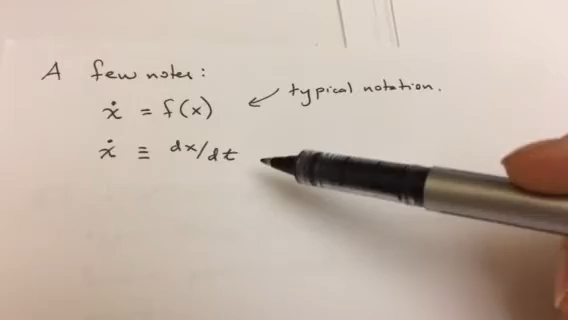 A few notes:
ẋ = f(x) ↙ typical notation.
ẋ ≡ dx/dt